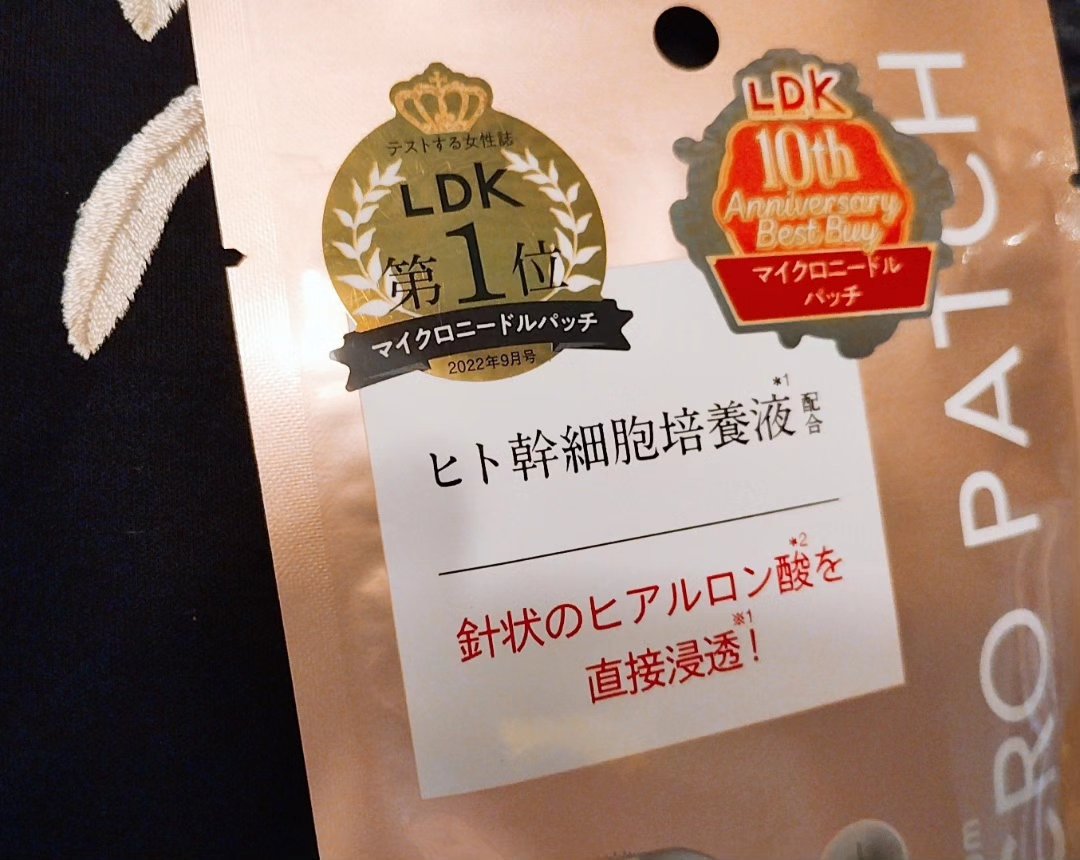 テストする女性誌
LDK
第1位
マイクロニードルパッチ
2022年9月号
LDK
10th
Anniversary
Best Buy
マイクロニードル
パッチ
ヒト幹細胞培養液*1配合
針状のヒアルロン酸*2を
直接浸透※1!
PATCH